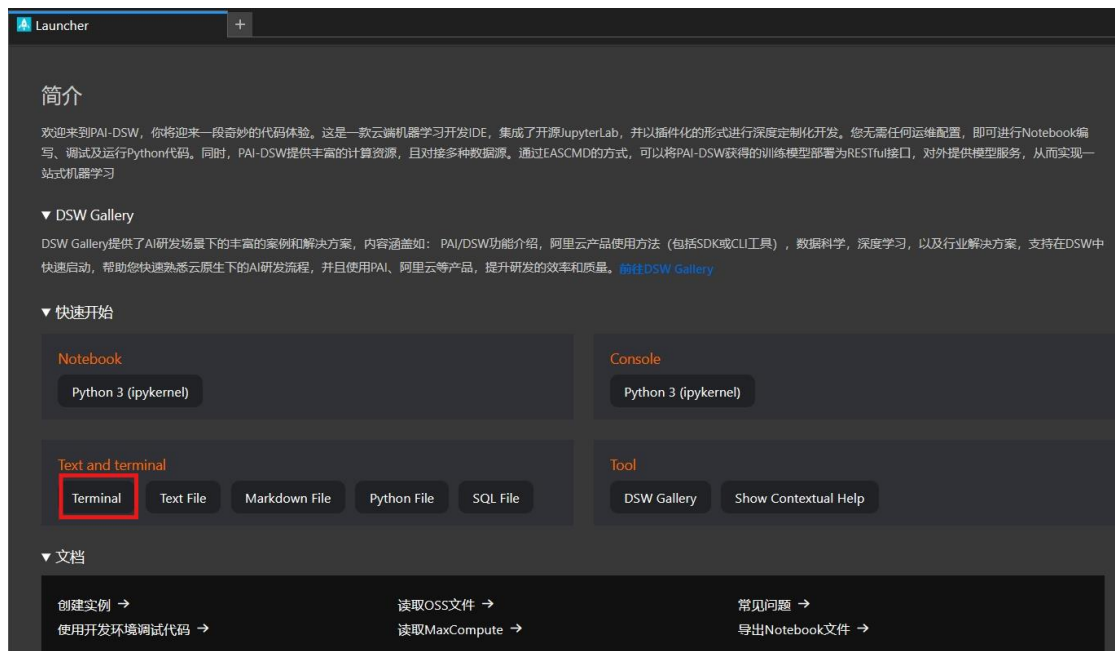 Launcher
+
简介
欢迎来到PAI-DSW，你将迎来一段奇妙的代码体验。这是一款云端机器学习开发IDE，集成了开源JupyterLab，并以插件化的形式进行深度定制化开发。您无需任何运维配置，即可进行Notebook编
写、调试及运行Python代码。同时，PAI-DSW提供丰富的计算资源，且对接多种数据源。通过EASCMD的方式，可以将PAI-DSW获得的训练模型部署为RESTful接口，对外提供模型服务，从而实现一
站式机器学习
▼ DSW Gallery
DSW Gallery提供了AI研发场景下的丰富的案例和解决方案，内容涵盖如： PAI/DSW功能介绍，阿里云产品使用方法（包括SDK或CLI工具），数据科学，深度学习，以及行业解决方案，支持在DSW中
快速启动，帮助您快速熟悉云原生下的AI研发流程，并且使用PAI、阿里云等产品，提升研发的效率和质量。前往DSW Gallery
▼ 快速开始
Notebook
Python 3 (ipykernel)
Console
Python 3 (ipykernel)
Text and terminal
Terminal Text File Markdown File Python File SQL File
Tool
DSW Gallery Show Contextual Help
▼ 文档
创建实例 → 读取OSS文件 → 常见问题 →
使用开发环境调试代码 → 读取MaxCompute → 导出Notebook文件 →